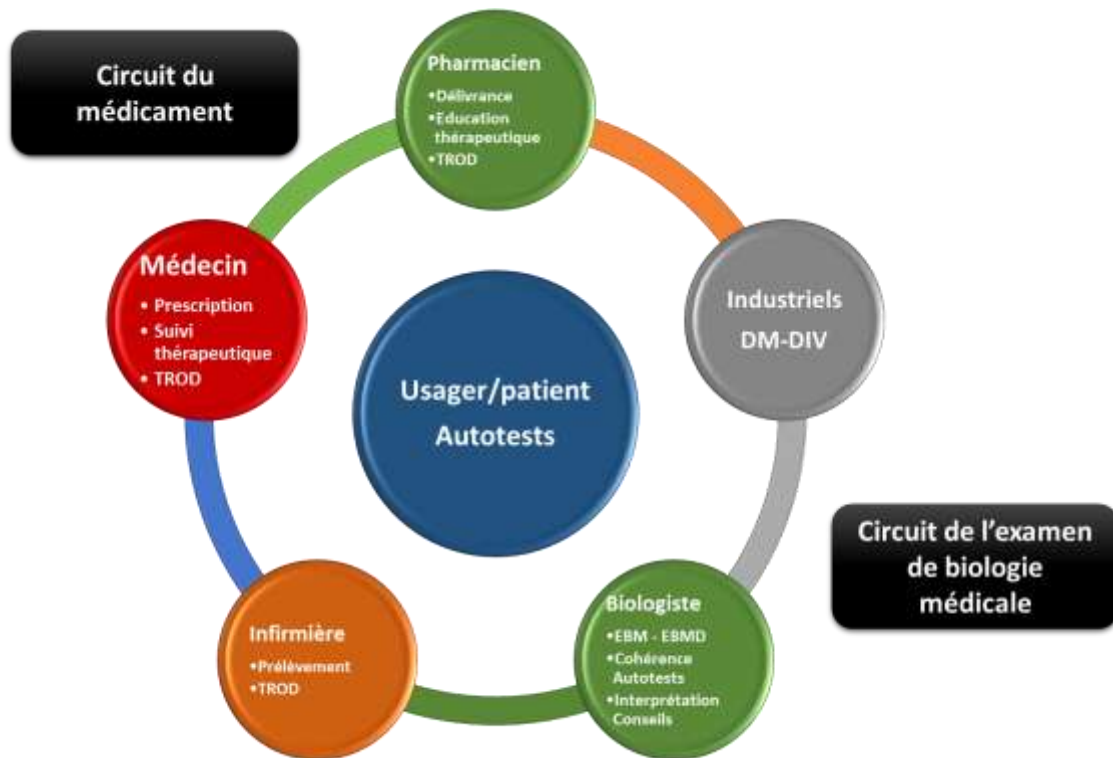 Circuit du
médicament
Pharmacien
•Délivrance
•Education
thérapeutique
•TROD
Médecin
• Prescription
• Suivi
thérapeutique
• TROD
Industriels
DM-DIV
Usager/patient
Autotests
Circuit de l'examen
de biologie
médicale
Infirmière
•Prélèvement
•TROD
Biologiste
•EBM - EBMD
•Cohérence
Autotests
•Interprétation
Conseils